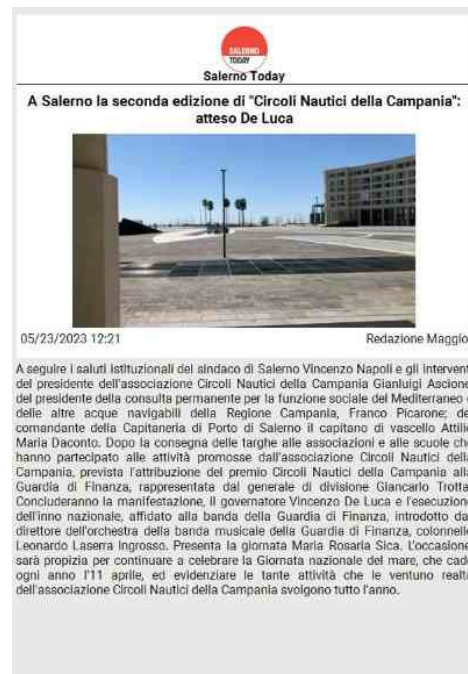 SALERNO
TODAY
Salerno Today
A Salerno la seconda edizione di "Circoli Nautici della Campania":
atteso De Luca
05/23/2023 12:21
Redazione Maggio
A seguire i saluti istituzionali del sindaco di Salerno Vincenzo Napoli e gli intervent
del presidente dell'associazione Circoli Nautici della Campania Gianluigi Ascione
del presidente della consulta permanente per la funzione sociale del Mediterraneo e
delle altre acque navigabili della Regione Campania, Franco Picarone; de
comandante della Capitaneria di Porto di Salerno il capitano di vascello Attilio
Maria Daconto. Dopo la consegna delle targhe alle associazioni e alle scuole che
hanno partecipato alle attività promosse dall'associazione Circoli Nautici della
Campania, prevista l'attribuzione del premio Circoli Nautici della Campania alla
Guardia di Finanza, rappresentata dal generale di divisione Giancarlo Trotta.
Concluderanno la manifestazione, il governatore Vincenzo De Luca e l'esecuzione
dell'inno nazionale, affidato alla banda della Guardia di Finanza, introdotto da
direttore dell'orchestra della banda musicale della Guardia di Finanza, colonnello
Leonardo Laserra Ingrosso. Presenta la giornata Maria Rosaria Sica. L'occasione
sarà propizia per continuare a celebrare la Giornata nazionale del mare, che cade
ogni anno l'11 aprile, ed evidenziare le tante attività che le ventuno realtà
dell'associazione Circoli Nautici della Campania svolgono tutto l'anno.